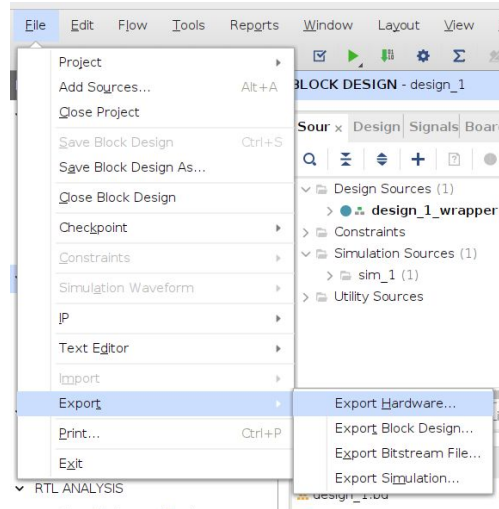 File Edit Flow Tools Reports Window Layout View
Project
Add Sources... Alt+A
Close Project
Save Block Design Ctrl+S
Save Block Design As...
Close Block Design
Checkpoint
Constraints
Simulation Waveform
IP
Text Editor
Import
Export
Print... Ctrl+P
Exit
RTL ANALYSIS
BLOCK DESIGN - design_1
Sour × Design Signals Boar
Design Sources (1)
design_1_wrapper
Constraints
Simulation Sources (1)
sim_1 (1)
Utility Sources
Export Hardware...
Export Block Design...
Export Bitstream File...
Export Simulation...
design_1.bd